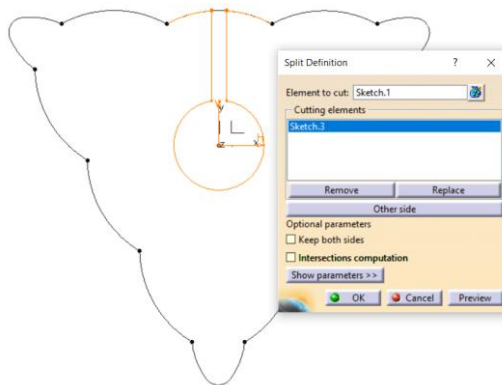 Split Definition
?
Element to cut: Sketch.1
Cutting elements
Sketch.3
Remove
Replace
Other side
Optional parameters
Keep both sides
Intersections computation
Show parameters >>
OK
Cancel
Preview
y
z
x
H